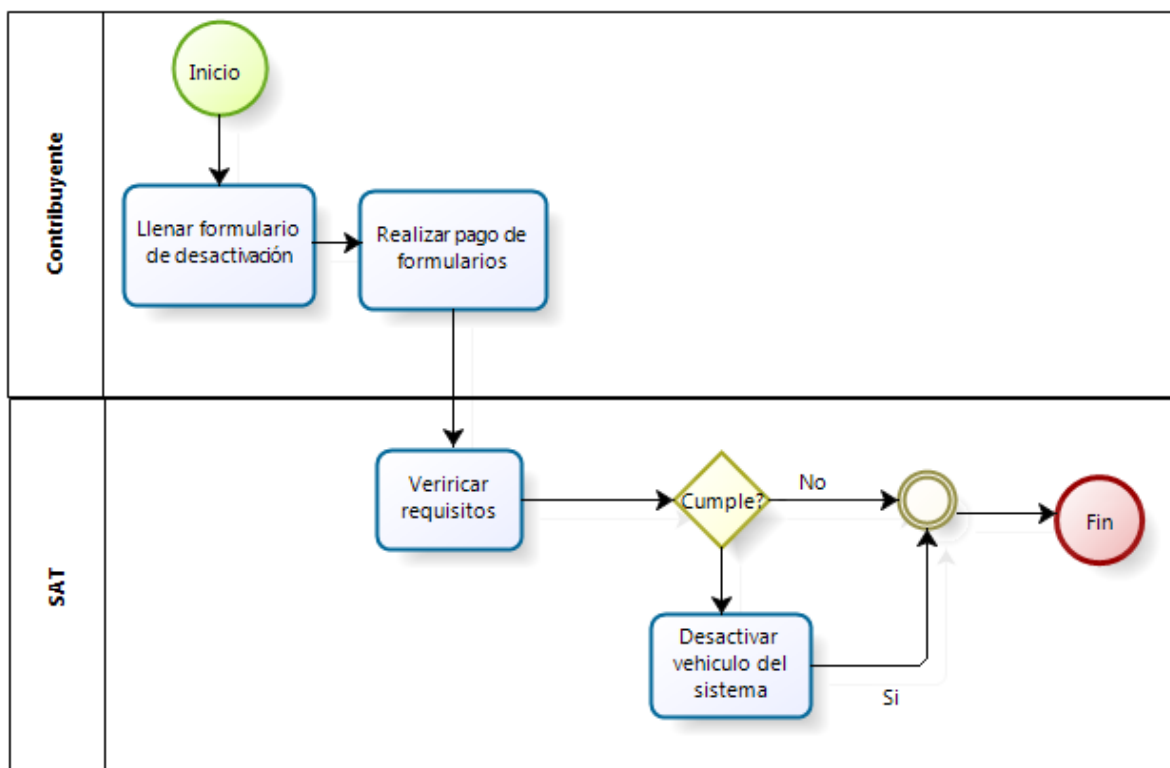 Contribuyente
Inicio
Llenar formulario
de desactivación
Realizar pago de
formularios
SAT
Veriricar
requisitos
Cumple?
No
Fin
Desactivar
vehiculo del
sistema
Si